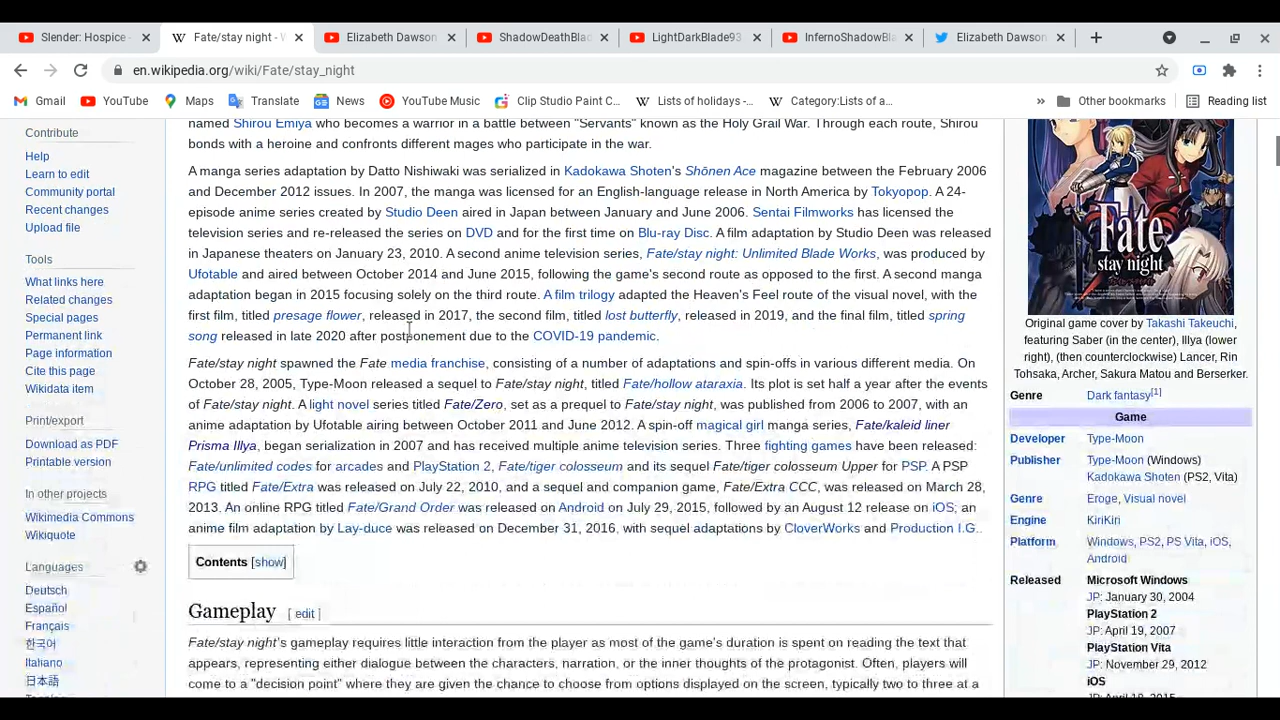 Slender: Hospice -
Fate/stay night - W
Elizabeth Dawson
ShadowDeathBla
LightDarkBlade93
InfernoShadowBla
Elizabeth Dawson
en.wikipedia.org/wiki/Fate/stay_night
Gmail
YouTube
Maps
Translate
News
YouTube Music
Clip Studio Paint C...
Lists of holidays -...
Category:Lists of a...
»
Other bookmarks
Reading list
Contribute
Help
Learn to edit
Community portal
Recent changes
Upload file
Tools
What links here
Related changes
Special pages
Permanent link
Page information
Cite this page
Wikidata item
Print/export
Download as PDF
Printable version
In other projects
Wikimedia Commons
Wikiquote
Languages
Deutsch
Español
Français
한국어
Italiano
日本語
named Shirou Emiya who becomes a warrior in a battle between "Servants" known as the Holy Grail War. Through each route, Shirou
bonds with a heroine and confronts different mages who participate in the war.
A manga series adaptation by Datto Nishiwaki was serialized in Kadokawa Shoten's Shōnen Ace magazine between the February 2006
and December 2012 issues. In 2007, the manga was licensed for an English-language release in North America by Tokyopop. A 24-
episode anime series created by Studio Deen aired in Japan between January and June 2006. Sentai Filmworks has licensed the
television series and re-released the series on DVD and for the first time on Blu-ray Disc. A film adaptation by Studio Deen was released
in Japanese theaters on January 23, 2010. A second anime television series, Fate/stay night: Unlimited Blade Works, was produced by
Ufotable and aired between October 2014 and June 2015, following the game's second route as opposed to the first. A second manga
adaptation began in 2015 focusing solely on the third route. A film trilogy adapted the Heaven's Feel route of the visual novel, with the
first film, titled presage flower, released in 2017, the second film, titled lost butterfly, released in 2019, and the final film, titled spring
song released in late 2020 after postponement due to the COVID-19 pandemic.
Fate/stay night spawned the Fate media franchise, consisting of a number of adaptations and spin-offs in various different media. On
October 28, 2005, Type-Moon released a sequel to Fate/stay night, titled Fate/hollow ataraxia. Its plot is set half a year after the events
of Fate/stay night. A light novel series titled Fate/Zero, set as a prequel to Fate/stay night, was published from 2006 to 2007, with an
anime adaptation by Ufotable airing between October 2011 and June 2012. A spin-off magical girl manga series, Fate/kaleid liner
Prisma Illya, began serialization in 2007 and has received multiple anime television series. Three fighting games have been released:
Fate/unlimited codes for arcades and PlayStation 2, Fate/tiger colosseum and its sequel Fate/tiger colosseum Upper for PSP. A PSP
RPG titled Fate/Extra was released on July 22, 2010, and a sequel and companion game, Fate/Extra CCC, was released on March 28,
2013. An online RPG titled Fate/Grand Order was released on Android on July 29, 2015, followed by an August 12 release on iOS; an
anime film adaptation by Lay-duce was released on December 31, 2016, with sequel adaptations by CloverWorks and Production I.G..
Contents [show]
Gameplay [ edit ]
Fate/stay night's gameplay requires little interaction from the player as most of the game's duration is spent on reading the text that
appears, representing either dialogue between the characters, narration, or the inner thoughts of the protagonist. Often, players will
come to a "decision point" where they are given the chance to choose from options displayed on the screen, typically two to three at a
Fate
stay night
Original game cover by Takashi Takeuchi,
featuring Saber (in the center), Illya (lower
right), (then counterclockwise) Lancer, Rin
Tohsaka, Archer, Sakura Matou and Berserker.
Genre Dark fantasy[1]
Game
Developer Type-Moon
Publisher Type-Moon (Windows)
Kadokawa Shoten (PS2, Vita)
Genre Eroge, Visual novel
Engine KiriKiri
Platform Windows, PS2, PS Vita, iOS,
Android
Released Microsoft Windows
JP: January 30, 2004
PlayStation 2
JP: April 19, 2007
PlayStation Vita
JP: November 29, 2012
iOS
JP: April 18, 2015